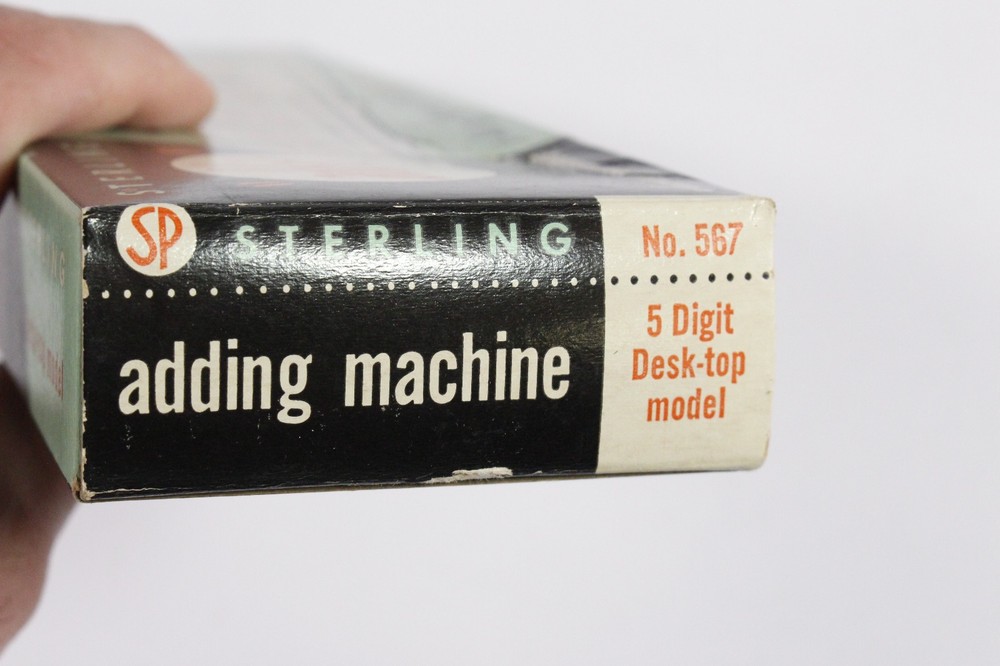 SP STERLING
adding machine
No. 567
5 Digit
Desk-top
model